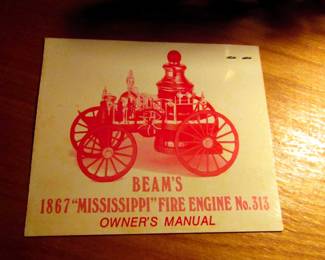 BEAM'S
1867 "MISSISSIPPI" FIRE ENGINE No. 313
OWNER'S MANUAL